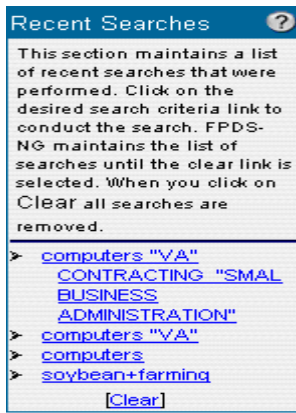 Recent Searches ?
This section maintains a list
of recent searches that were
performed. Click on the
desired search criteria link to
conduct the search. FPDS-
NG maintains the list of
searches until the clear link is
selected. When you click on
Clear all searches are
removed.
➤ computers "VA"
CONTRACTING "SMAL
BUSINESS
ADMINISTRATION"
➤ computers "VA"
➤ computers
➤ soybean+farming
[Clear]